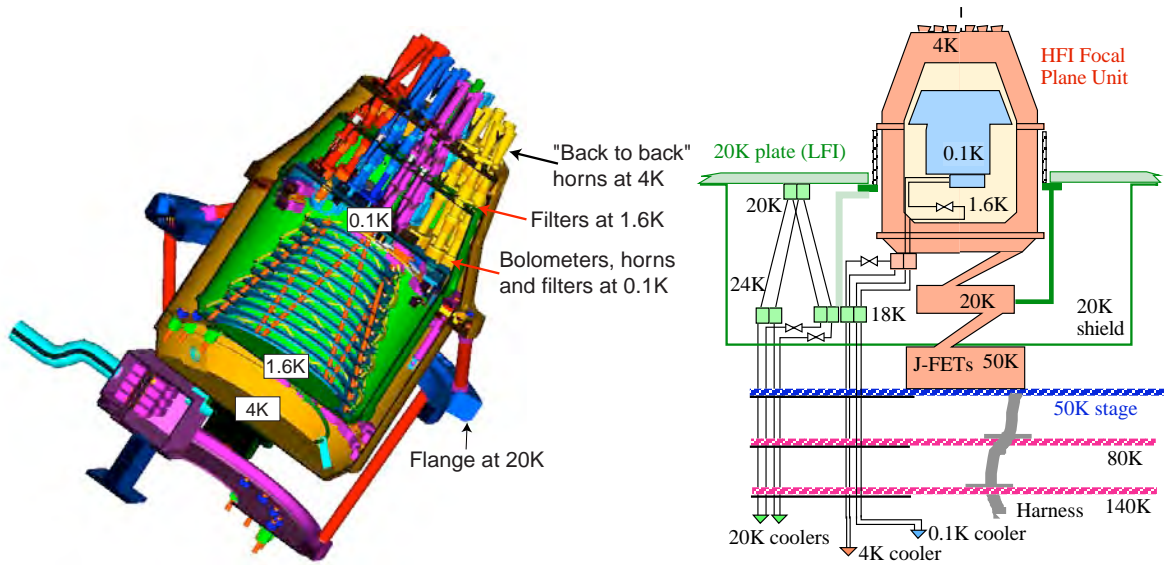 "Back to back"
horns at 4K
Filters at 1.6K
0.1K
Bolometers, horns
and filters at 0.1K
1.6K
4K
Flange at 20K
4K
HFI Focal
Plane Unit
20K plate (LFI)
0.1K
20K
1.6K
24K
18K
20K
20K
shield
J-FETs 50K
50K stage
80K
140K
Harness
20K coolers
0.1K cooler
4K cooler